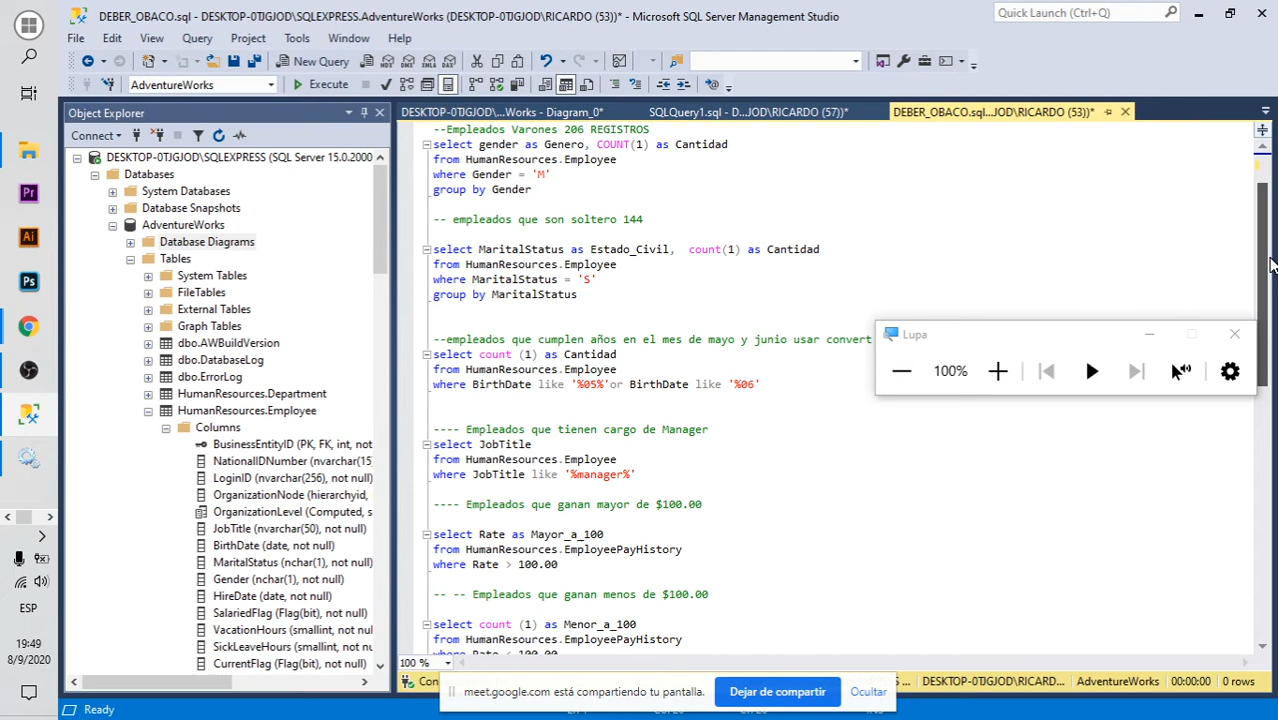 DEBER_OBACO.sql - DESKTOP-0TJGJOD\SQLEXPRESS.AdventureWorks (DESKTOP-0TJGJOD\RICARDO (53))* - Microsoft SQL Server Management Studio
Quick Launch (Ctrl+Q)
File Edit View Query Project Tools Window Help
New Query
MDX DMX XMLA DAX
AdventureWorks
Execute
Object Explorer
DESKTOP-0TJGJOD...Works - Diagram_0*
SQLQuery1.sql - D...JOD\RICARDO (57))*
DEBER_OBACO.sql...JOD\RICARDO (53))*
Connect
DESKTOP-0TJGJOD\SQLEXPRESS (SQL Server 15.0.2000
Databases
System Databases
Database Snapshots
AdventureWorks
Database Diagrams
Tables
System Tables
FileTables
External Tables
Graph Tables
dbo.AWBuildVersion
dbo.DatabaseLog
dbo.ErrorLog
HumanResources.Department
HumanResources.Employee
Columns
BusinessEntityID (PK, FK, int, not
NationalIDNumber (nvarchar(15)
LoginID (nvarchar(256), not null)
OrganizationNode (hierarchyid,
OrganizationLevel (Computed, s
JobTitle (nvarchar(50), not null)
BirthDate (date, not null)
MaritalStatus (nchar(1), not null)
Gender (nchar(1), not null)
HireDate (date, not null)
SalariedFlag (Flag(bit), not null)
VacationHours (smallint, not null)
SickLeaveHours (smallint, not null)
CurrentFlag (Flag(bit), not null)
--Empleados Varones 206 REGISTROS
select gender as Genero, COUNT(1) as Cantidad
from HumanResources.Employee
where Gender = 'M'
group by Gender
-- empleados que son soltero 144
select MaritalStatus as Estado_Civil, count(1) as Cantidad
from HumanResources.Employee
where MaritalStatus = 'S'
group by MaritalStatus
--empleados que cumplen años en el mes de mayo y junio usar convert
select count (1) as Cantidad
from HumanResources.Employee
where BirthDate like '%05%'or BirthDate like '%06'
---- Empleados que tienen cargo de Manager
select JobTitle
from HumanResources.Employee
where JobTitle like '%manager%'
---- Empleados que ganan mayor de $100.00
select Rate as Mayor_a_100
from HumanResources.EmployeePayHistory
where Rate > 100.00
-- -- Empleados que ganan menos de $100.00
select count (1) as Menor_a_100
from HumanResources.EmployeePayHistory
where Rate < 100.00
Lupa
100%
100 %
... DESKTOP-0TJGJOD\RICARD... AdventureWorks 00:00:00 0 rows
meet.google.com está compartiendo tu pantalla.
Dejar de compartir
Ocultar
Ready
Pr
Ai
Ps
ESP
19:49
8/9/2020